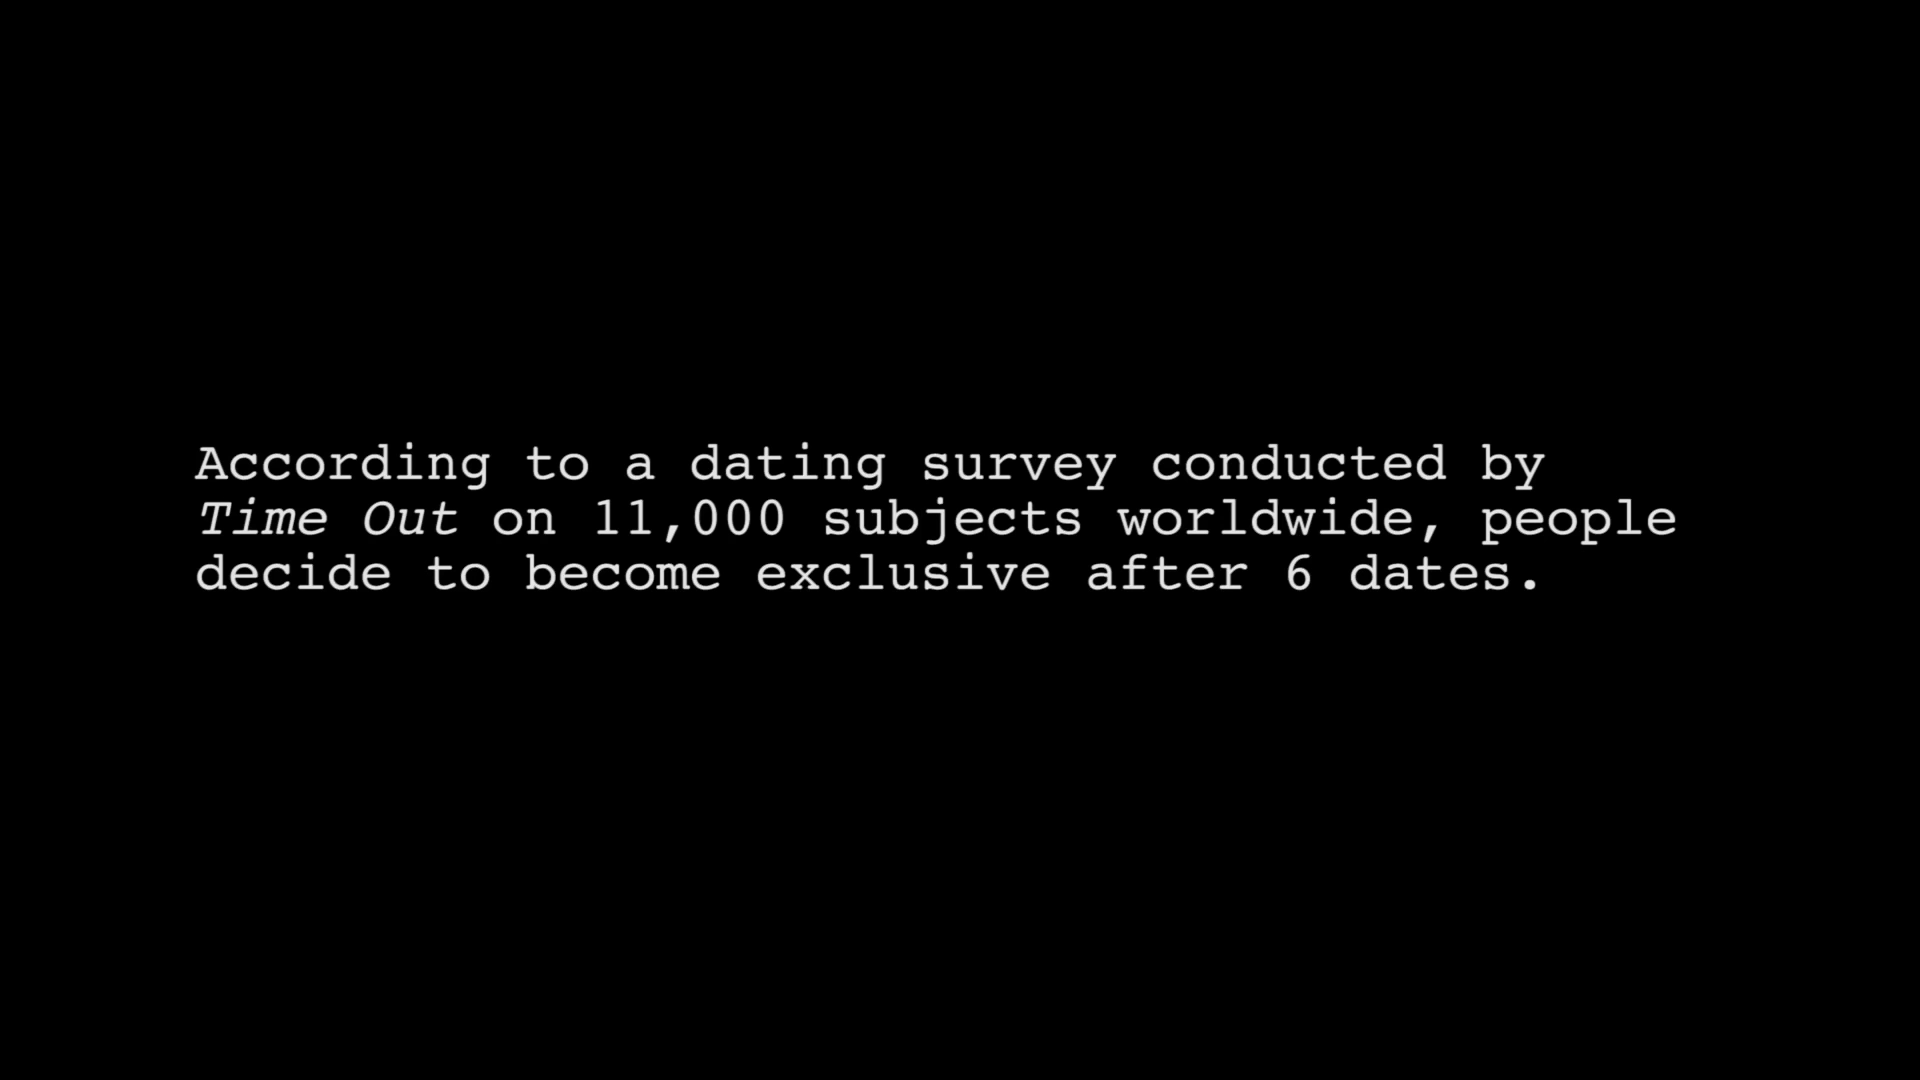 According to a dating survey conducted by
Time Out on 11,000 subjects worldwide, people
decide to become exclusive after 6 dates.